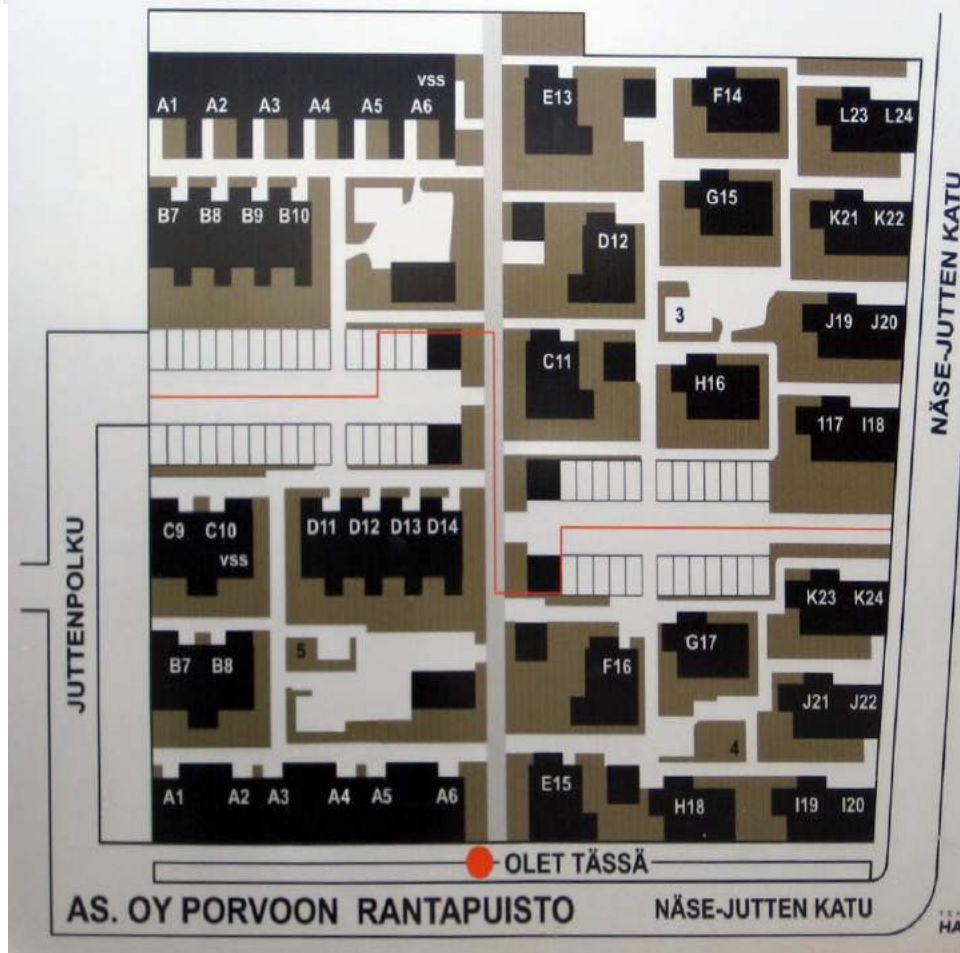 vss
A1 A2 A3 A4 A5 A6
E13
F14
L23 L24
B7 B8 B9 B10
G15
K21 K22
D12
3
J19 J20
C11
H16
117 I18
NÄSE-JUTTEN KATU
C9 C10
vss
D11 D12 D13 D14
K23 K24
JUTTENPOLKU
B7 B8
5
F16
G17
J21 J22
4
A1 A2 A3 A4 A5 A6
E15
H18
I19 I20
OLET TÄSSÄ
AS. OY PORVOON RANTAPUISTO
NÄSE-JUTTEN KATU